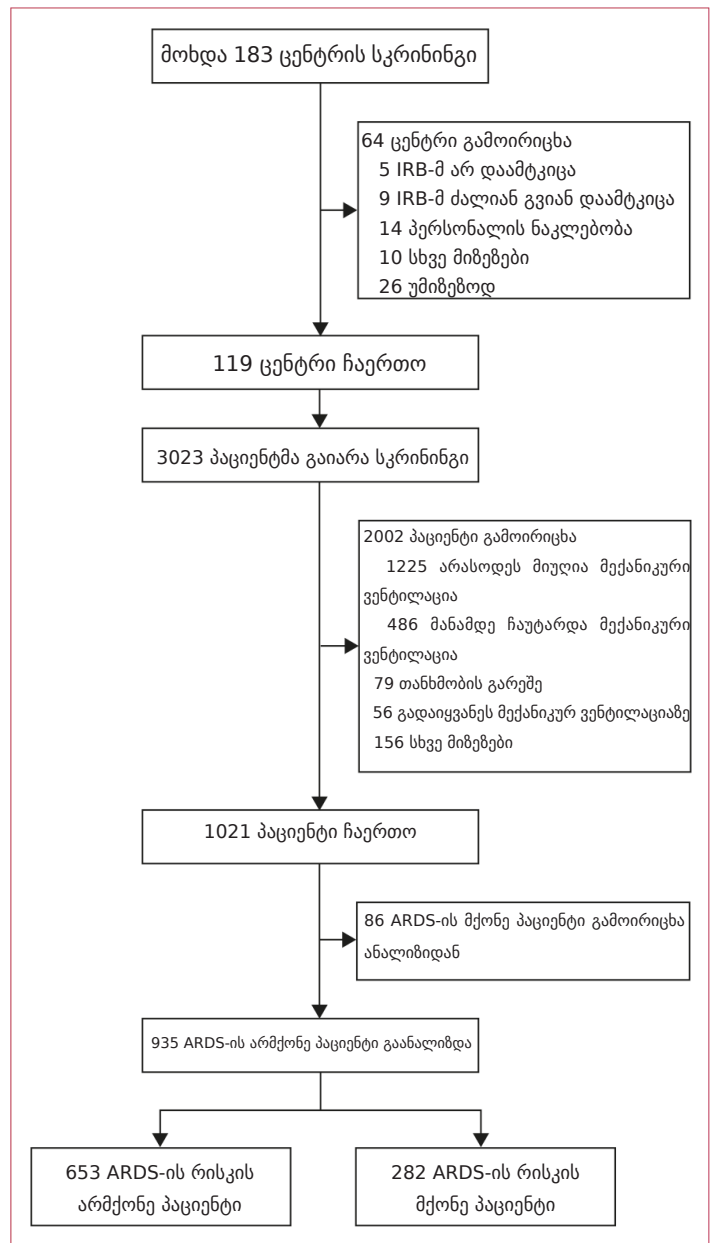 მოხდა 183 ცენტრის სკრინინგი
64 ცენტრი გამოირიცხა
5 IRB-მ არ დაამტკიცა
9 IRB-მ ძალიან გვიან დაამტკიცა
14 პერსონალის ნაკლებობა
10 სხვე მიზეზები
26 უმიზეზოდ
119 ცენტრი ჩაერთო
3023 პაციენტმა გაიარა სკრინინგი
2002 პაციენტი გამოირიცხა
1225 არასოდეს მიუღია მექანიკური
ვენტილაცია
486 მანამდე ჩაუტარდა მექანიკური
ვენტილაცია
79 თანხმობის გარეშე
56 გადაიყვანეს მექანიკურ ვენტილაციაზე
156 სხვე მიზეზები
1021 პაციენტი ჩაერთო
86 ARDS-ის მქონე პაციენტი გამოირიცხა
ანალიზიდან
935 ARDS-ის არმქონე პაციენტი გაანალიზდა
653 ARDS-ის რისკის
არმქონე პაციენტი
282 ARDS-ის რისკის
მქონე პაციენტი